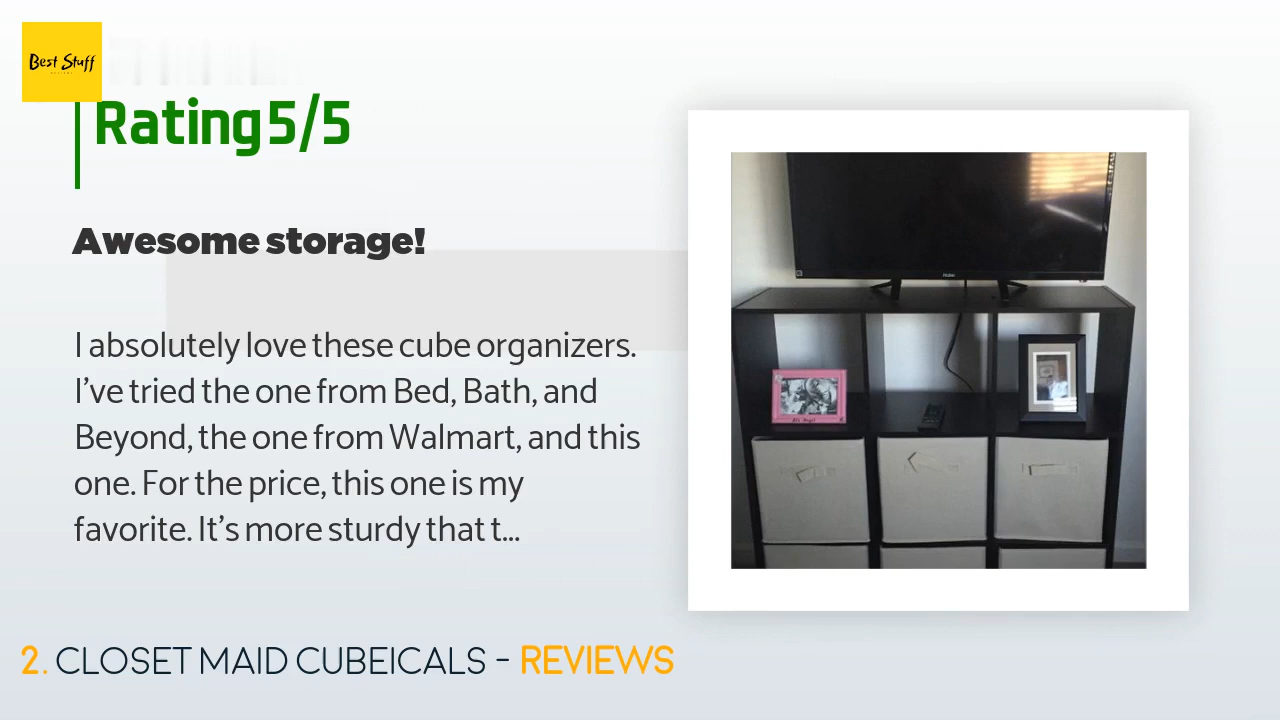 Best Stuff
Rating 5/5
Awesome storage!
I absolutely love these cube organizers.
I've tried the one from Bed, Bath, and
Beyond, the one from Walmart, and this
one. For the price, this one is my
favorite. It's more sturdy that t...
Haier
2. CLOSET MAID CUBEICALS - REVIEWS